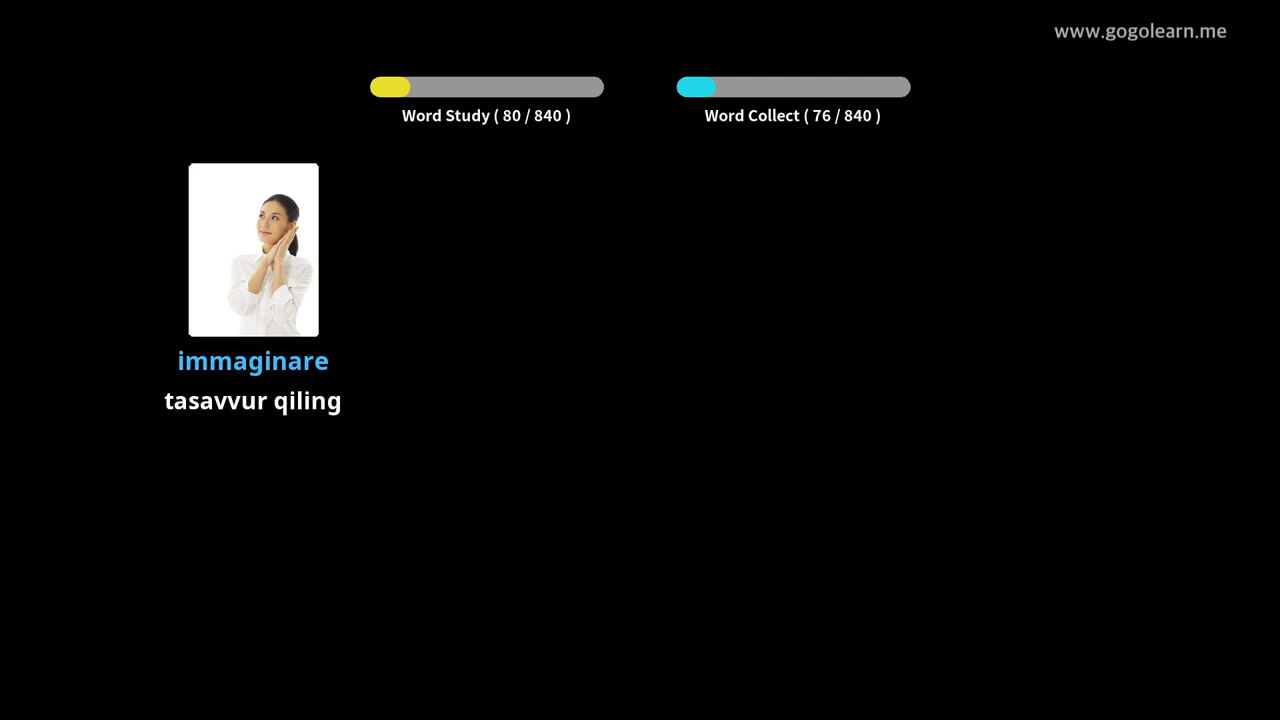 www.gogolearn.me
Word Study ( 80 / 840 )
Word Collect ( 76 / 840 )
immaginare
tasavvur qiling